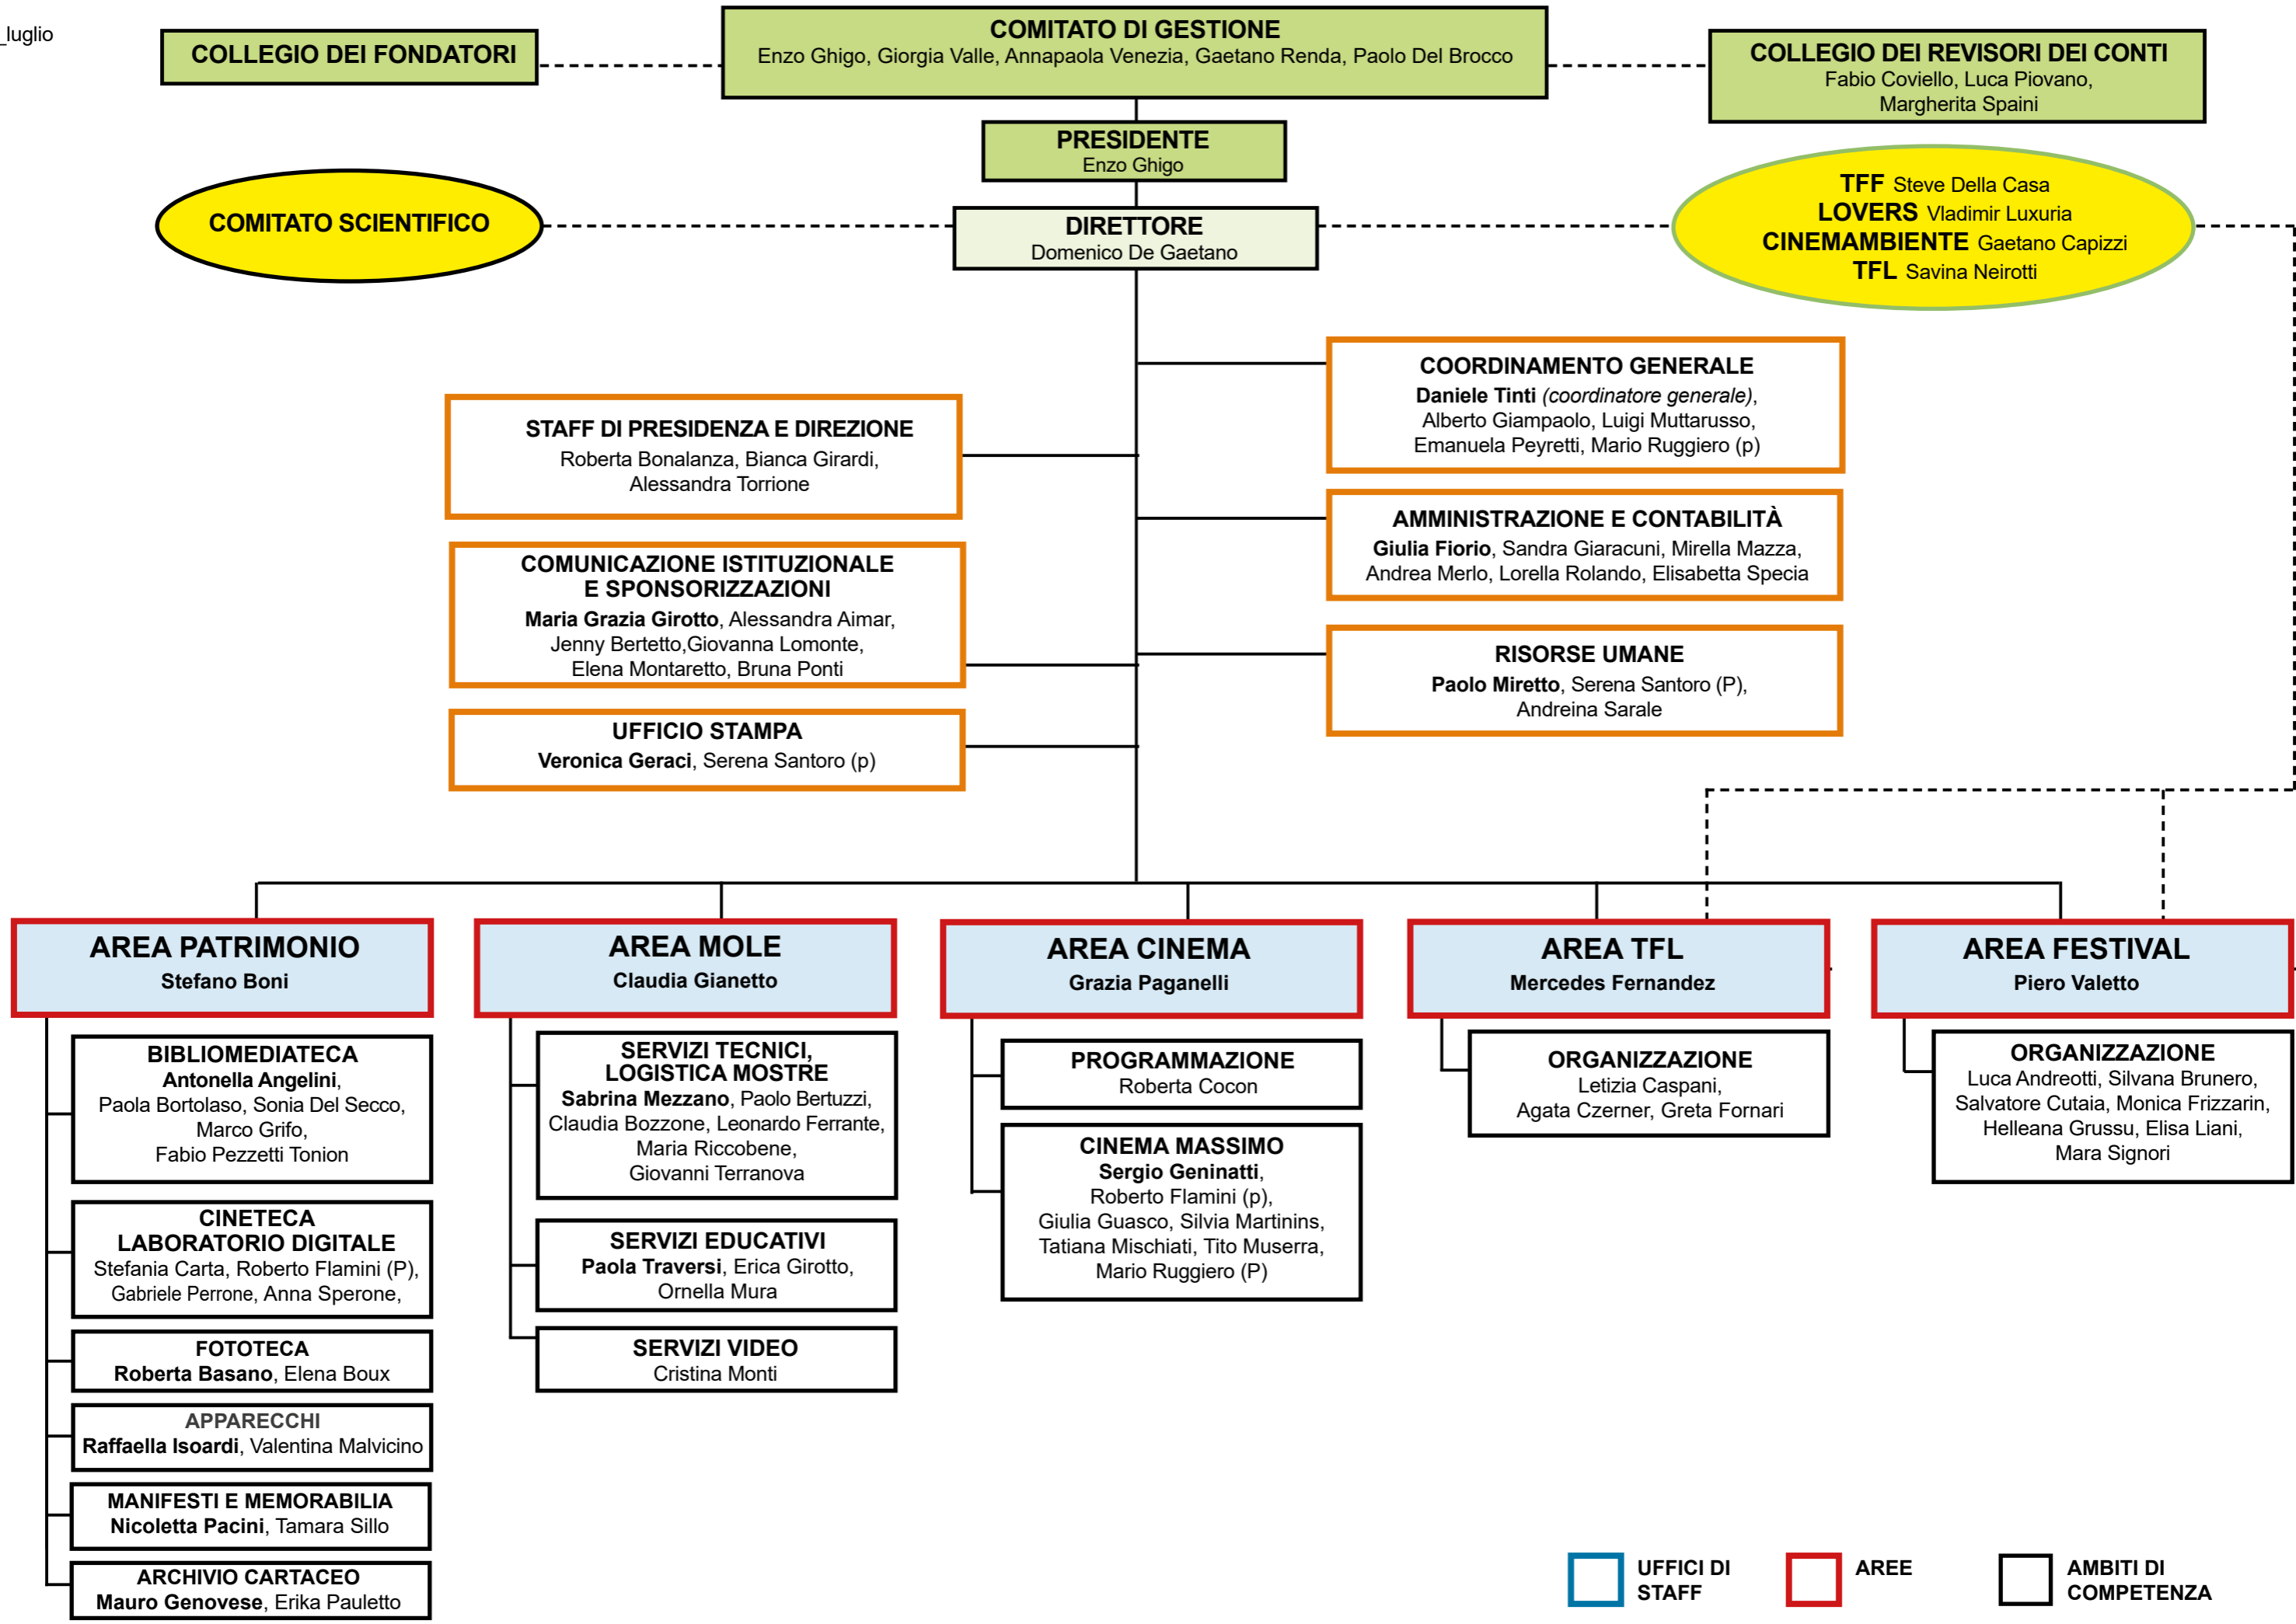 _luglio
COLLEGIO DEI FONDATORI
COMITATO DI GESTIONE
Enzo Ghigo, Giorgia Valle, Annapaola Venezia, Gaetano Renda, Paolo Del Brocco
COLLEGIO DEI REVISORI DEI CONTI
Fabio Coviello, Luca Piovano,
Margherita Spaini
PRESIDENTE
Enzo Ghigo
COMITATO SCIENTIFICO
DIRETTORE
Domenico De Gaetano
TFF Steve Della Casa
LOVERS Vladimir Luxuria
CINEMAMBIENTE Gaetano Capizzi
TFL Savina Neirotti
STAFF DI PRESIDENZA E DIREZIONE
Roberta Bonalanza, Bianca Girardi,
Alessandra Torrione
COMUNICAZIONE ISTITUZIONALE
E SPONSORIZZAZIONI
Maria Grazia Girotto, Alessandra Aimar,
Jenny Bertetto,Giovanna Lomonte,
Elena Montaretto, Bruna Ponti
UFFICIO STAMPA
Veronica Geraci, Serena Santoro (p)
COORDINAMENTO GENERALE
Daniele Tinti (coordinatore generale),
Alberto Giampaolo, Luigi Muttarusso,
Emanuela Peyretti, Mario Ruggiero (p)
AMMINISTRAZIONE E CONTABILITÀ
Giulia Fiorio, Sandra Giaracuni, Mirella Mazza,
Andrea Merlo, Lorella Rolando, Elisabetta Specia
RISORSE UMANE
Paolo Miretto, Serena Santoro (P),
Andreina Sarale
AREA PATRIMONIO
Stefano Boni
BIBLIOMEDIATECA
Antonella Angelini,
Paola Bortolaso, Sonia Del Secco,
Marco Grifo,
Fabio Pezzetti Tonion
CINETECA
LABORATORIO DIGITALE
Stefania Carta, Roberto Flamini (P),
Gabriele Perrone, Anna Sperone,
FOTOTECA
Roberta Basano, Elena Boux
APPARECCHI
Raffaella Isoardi, Valentina Malvicino
MANIFESTI E MEMORABILIA
Nicoletta Pacini, Tamara Sillo
ARCHIVIO CARTACEO
Mauro Genovese, Erika Pauletto
AREA MOLE
Claudia Gianetto
SERVIZI TECNICI,
LOGISTICA MOSTRE
Sabrina Mezzano, Paolo Bertuzzi,
Claudia Bozzone, Leonardo Ferrante,
Maria Riccobene,
Giovanni Terranova
SERVIZI EDUCATIVI
Paola Traversi, Erica Girotto,
Ornella Mura
SERVIZI VIDEO
Cristina Monti
AREA CINEMA
Grazia Paganelli
PROGRAMMAZIONE
Roberta Cocon
CINEMA MASSIMO
Sergio Geninatti,
Roberto Flamini (p),
Giulia Guasco, Silvia Martinins,
Tatiana Mischiati, Tito Muserra,
Mario Ruggiero (P)
AREA TFL
Mercedes Fernandez
ORGANIZZAZIONE
Letizia Caspani,
Agata Czerner, Greta Fornari
AREA FESTIVAL
Piero Valetto
ORGANIZZAZIONE
Luca Andreotti, Silvana Brunero,
Salvatore Cutaia, Monica Frizzarin,
Helleana Grussu, Elisa Liani,
Mara Signori
UFFICI DI
STAFF
AREE
AMBITI DI
COMPETENZA